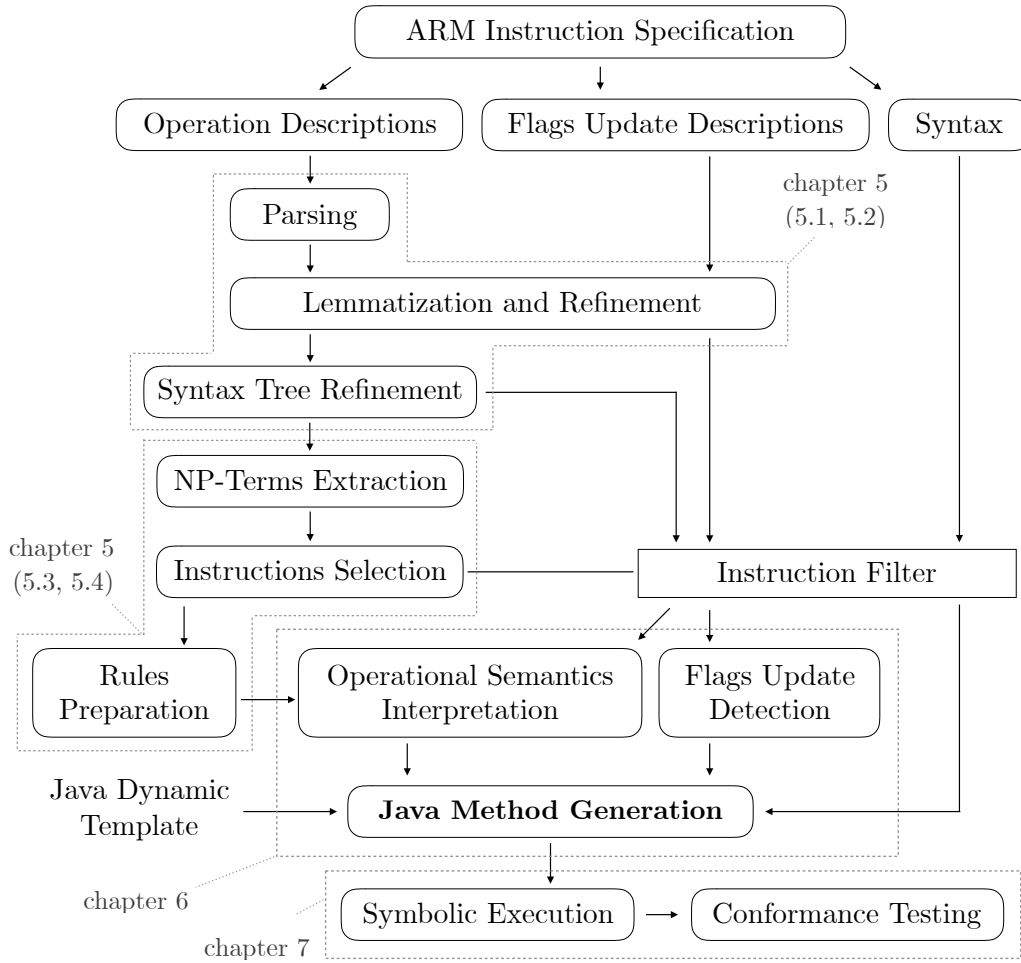 ARM Instruction Specification
Operation Descriptions
Flags Update Descriptions
Syntax
chapter 5
(5.1, 5.2)
Parsing
Lemmatization and Refinement
Syntax Tree Refinement
NP-Terms Extraction
chapter 5
(5.3, 5.4)
Instructions Selection
Instruction Filter
Rules
Preparation
Operational Semantics
Interpretation
Flags Update
Detection
Java Dynamic
Template
Java Method Generation
chapter 6
Symbolic Execution
Conformance Testing
chapter 7